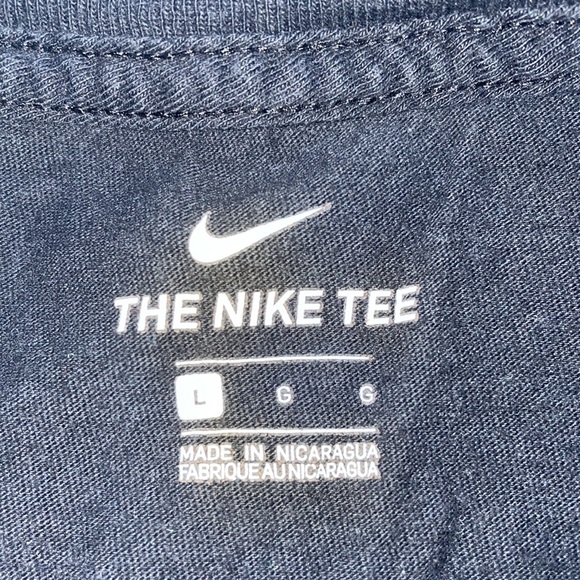 THE NIKE TEE
L G G
MADE IN NICARAGUA
FABRIQUE AU NICARAGUA